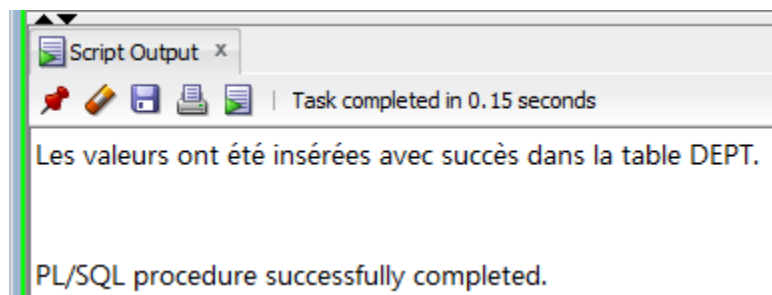 Script Output x
Task completed in 0.15 seconds
Les valeurs ont été insérées avec succès dans la table DEPT.
PL/SQL procedure successfully completed.